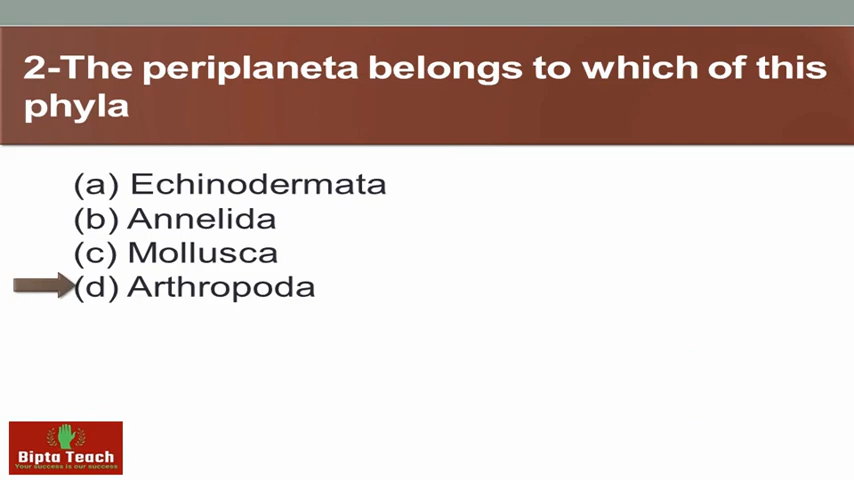 2-The periplaneta belongs to which of this
phyla
(a) Echinodermata
(b) Annelida
(c) Mollusca
(d) Arthropoda
Bipta Teach
Your success is our success